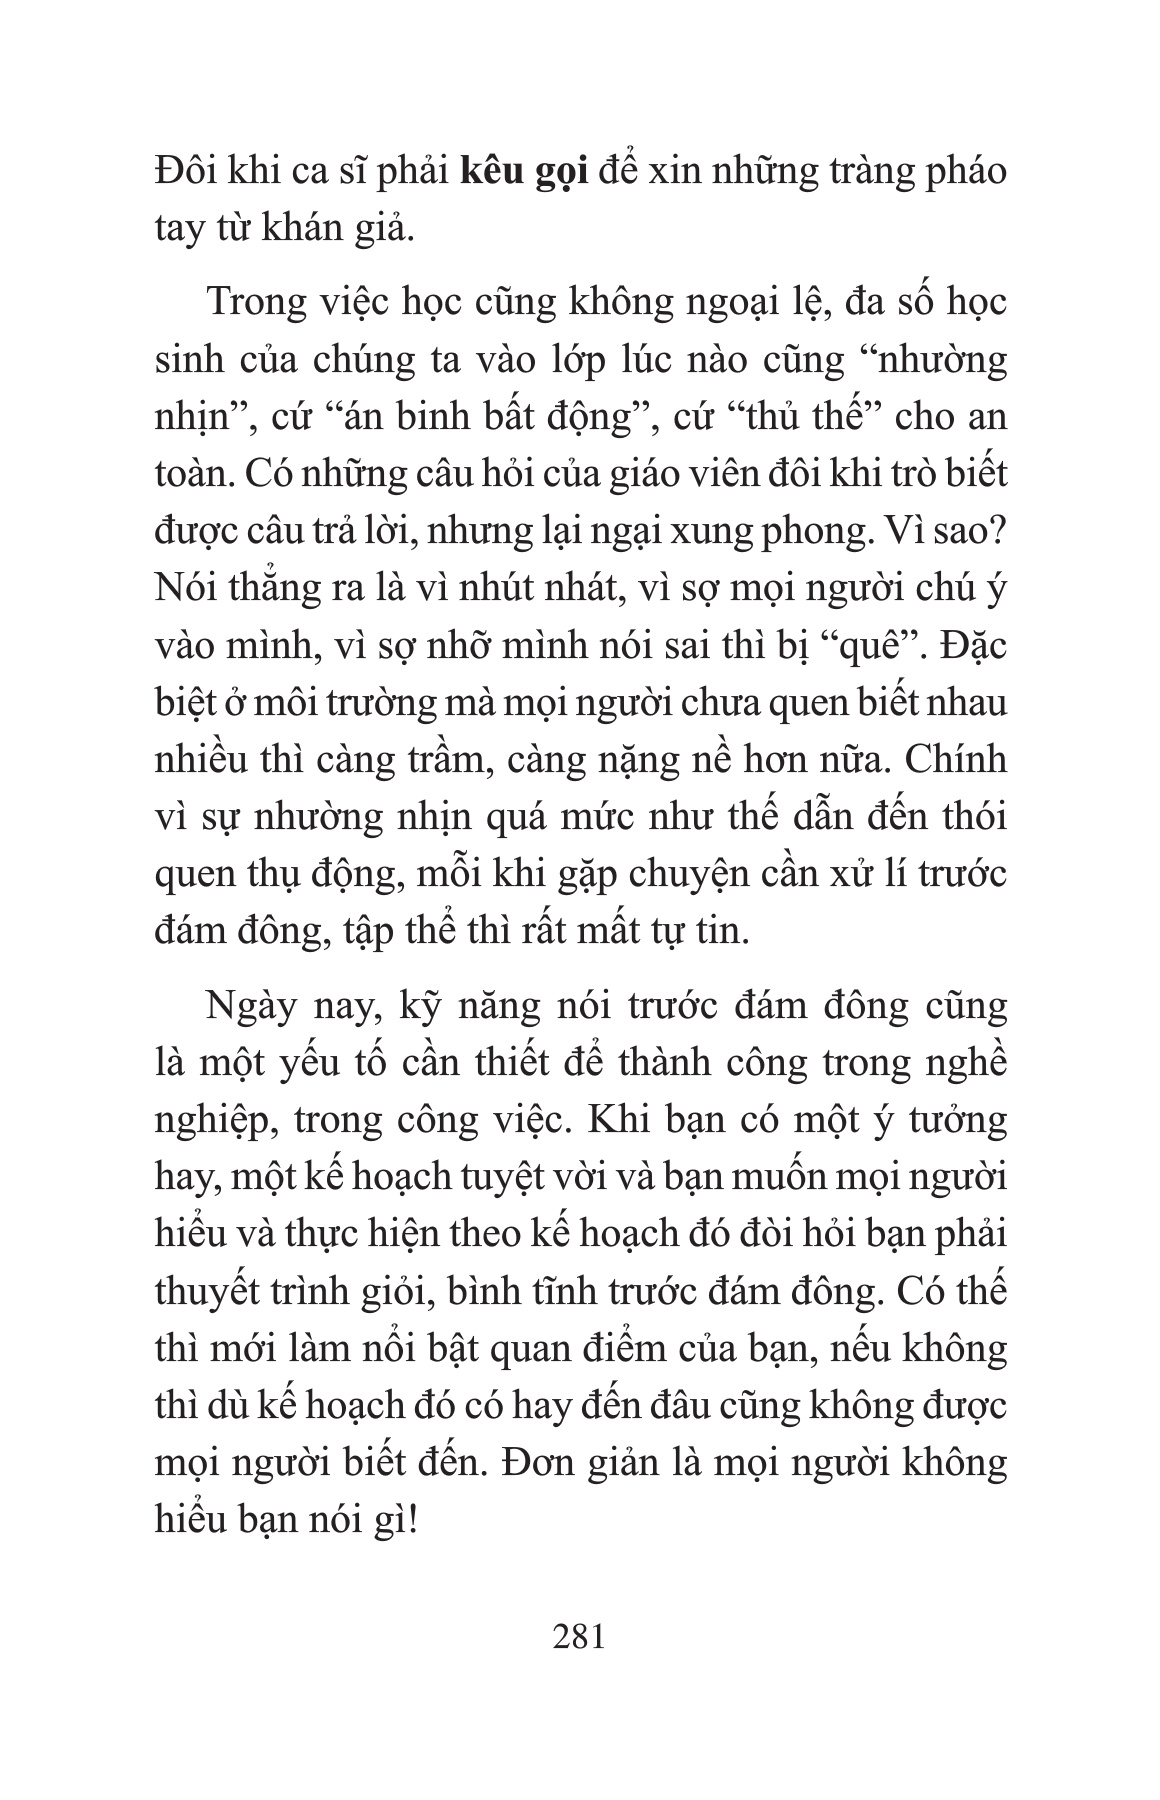 Đôi khi ca sĩ phải kêu gọi để xin những tràng pháo
tay từ khán giả.
Trong việc học cũng không ngoại lệ, đa số học
sinh của chúng ta vào lớp lúc nào cũng “nhường
nhịn”, cứ “án binh bất động”, cứ “thủ thế” cho an
toàn. Có những câu hỏi của giáo viên đôi khi trò biết
được câu trả lời, nhưng lại ngại xung phong. Vì sao?
Nói thẳng ra là vì nhút nhát, vì sợ mọi người chú ý
vào mình, vì sợ nhỡ mình nói sai thì bị “quê”. Đặc
biệt ở môi trường mà mọi người chưa quen biết nhau
nhiều thì càng trầm, càng nặng nề hơn nữa. Chính
vì sự nhường nhịn quá mức như thế dẫn đến thói
quen thụ động, mỗi khi gặp chuyện cần xử lí trước
đám đông, tập thể thì rất mất tự tin.
Ngày nay, kỹ năng nói trước đám đông cũng
là một yếu tố cần thiết để thành công trong nghề
nghiệp, trong công việc. Khi bạn có một ý tưởng
hay, một kế hoạch tuyệt vời và bạn muốn mọi người
hiểu và thực hiện theo kế hoạch đó đòi hỏi bạn phải
thuyết trình giỏi, bình tĩnh trước đám đông. Có thế
thì mới làm nổi bật quan điểm của bạn, nếu không
thì dù kế hoạch đó có hay đến đâu cũng không được
mọi người biết đến. Đơn giản là mọi người không
hiểu bạn nói gì!
281